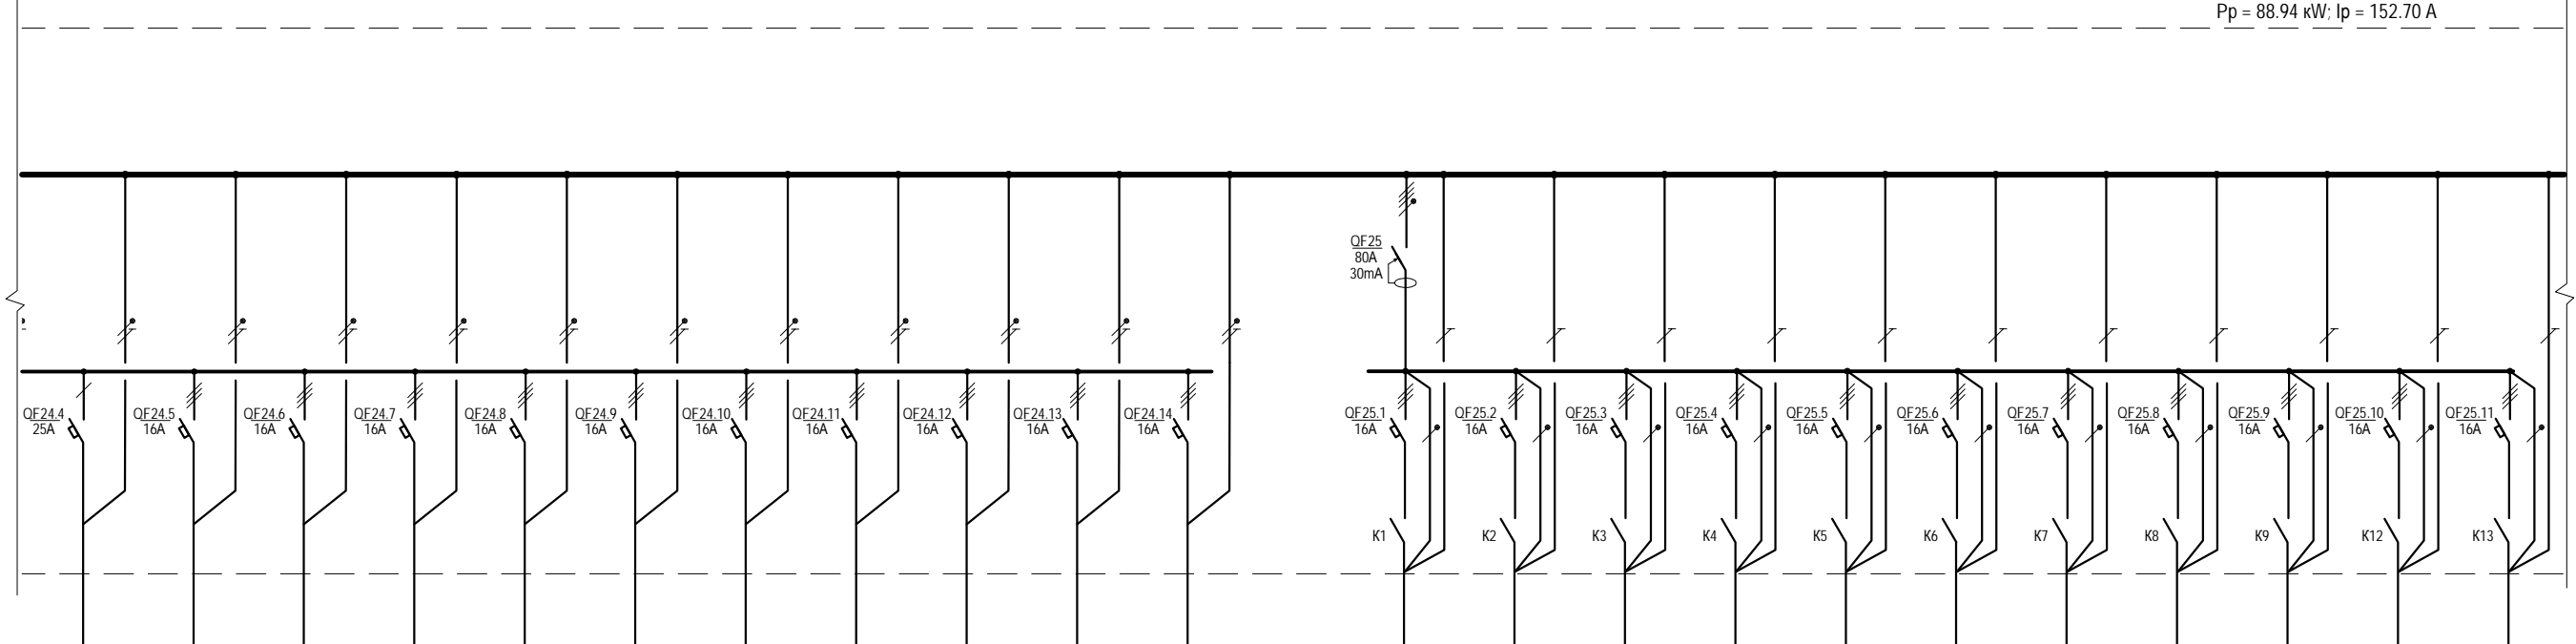 Pp = 88.94 кW; Ip = 152.70 A
QF25
80A
30mA
QF24.4
25A
QF24.5
16A
QF24.6
16A
QF24.7
16A
QF24.8
16A
QF24.9
16A
QF24.10
16A
QF24.11
16A
QF24.12
16A
QF24.13
16A
QF24.14
16A
QF25.1
16A
QF25.2
16A
QF25.3
16A
QF25.4
16A
QF25.5
16A
QF25.6
16A
QF25.7
16A
QF25.8
16A
QF25.9
16A
QF25.10
16A
QF25.11
16A
K1
K2
K3
K4
K5
K6
K7
K8
K9
K12
K13